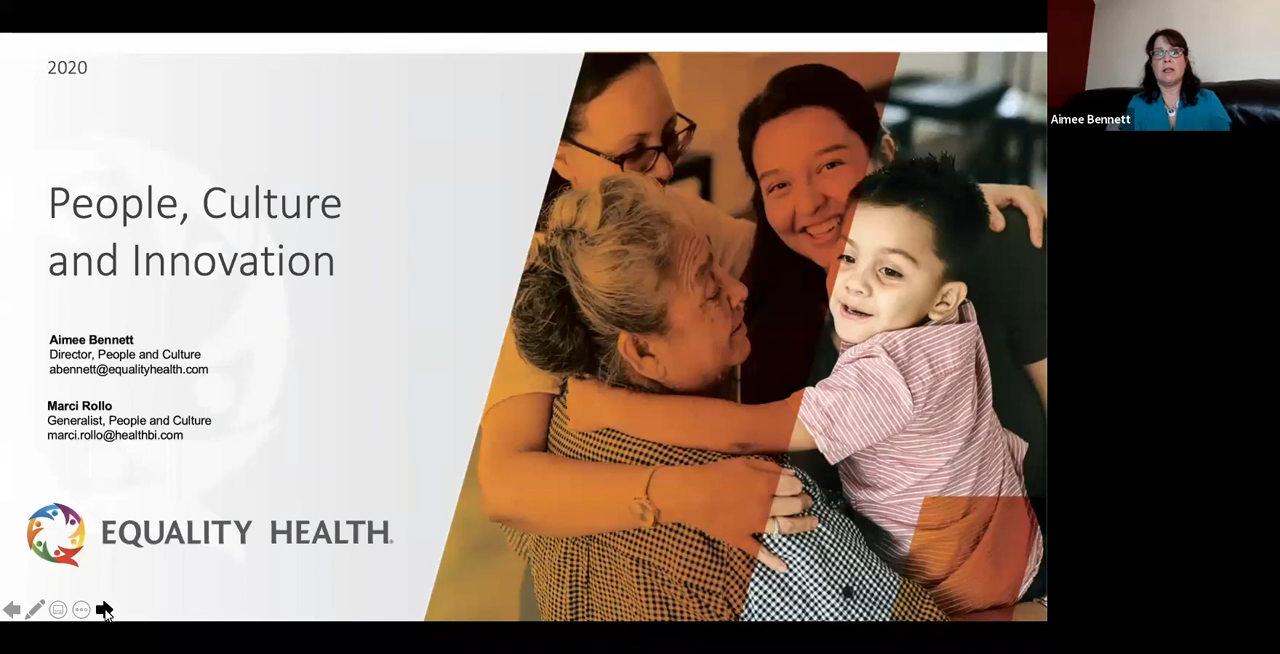 2020
People, Culture
and Innovation
Aimee Bennett
Director, People and Culture
abennett@equalityhealth.com
Marci Rollo
Generalist, People and Culture
marci.rollo@healthbi.com
EQUALITY HEALTH®
Aimee Bennett